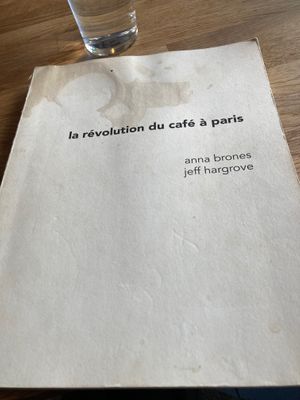 la révolution du café à paris
anna brones
jeff hargrove